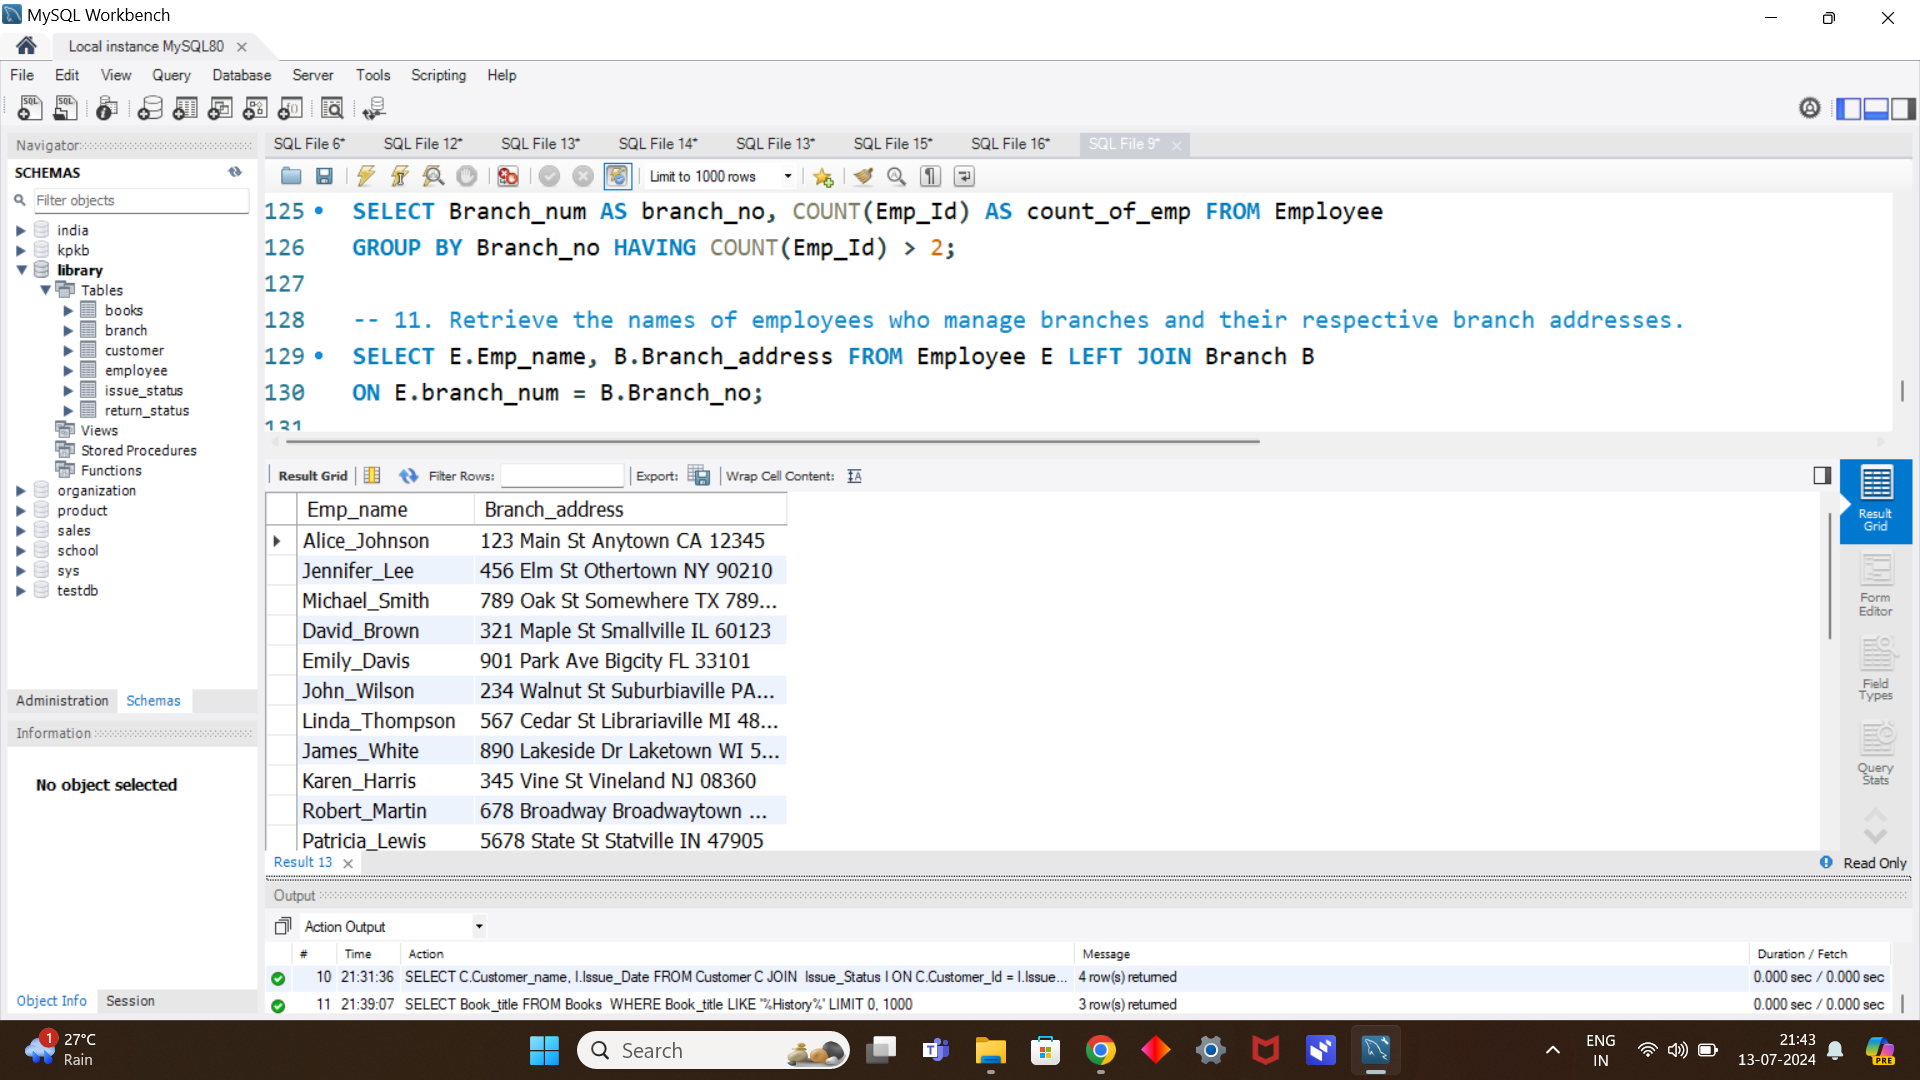 MySQL Workbench
Local instance MySQL80
File Edit View Query Database Server Tools Scripting Help
Navigator
SQL File 6* SQL File 12* SQL File 13* SQL File 14* SQL File 13* SQL File 15* SQL File 16* SQL File 9*
SCHEMAS
Limit to 1000 rows
Filter objects
india
kpkb
library
Tables
books
branch
customer
employee
issue_status
return_status
Views
Stored Procedures
Functions
organization
product
sales
school
sys
testdb
Administration Schemas
Information
No object selected
Object Info Session
125 SELECT Branch_num AS branch_no, COUNT(Emp_Id) AS count_of_emp FROM Employee
126 GROUP BY Branch_no HAVING COUNT(Emp_Id) > 2;
127
128 -- 11. Retrieve the names of employees who manage branches and their respective branch addresses.
129 SELECT E.Emp_name, B.Branch_address FROM Employee E LEFT JOIN Branch B
130 ON E.branch_num = B.Branch_no;
131
Result Grid Filter Rows: Export: Wrap Cell Content:
Emp_name Branch_address
Alice_Johnson 123 Main St Anytown CA 12345
Jennifer_Lee 456 Elm St Othertown NY 90210
Michael_Smith 789 Oak St Somewhere TX 789...
David_Brown 321 Maple St Smallville IL 60123
Emily_Davis 901 Park Ave Bigcity FL 33101
John_Wilson 234 Walnut St Suburbiaville PA...
Linda_Thompson 567 Cedar St Librariaville MI 48...
James_White 890 Lakeside Dr Laketown WI 5...
Karen_Harris 345 Vine St Vineland NJ 08360
Robert_Martin 678 Broadway Broadwaytown ...
Patricia_Lewis 5678 State St Statville IN 47905
Result Grid
Form Editor
Field Types
Query Stats
Result 13
Read Only
Output
Action Output
# Time Action Message Duration / Fetch
10 21:31:36 SELECT C.Customer_name, I.Issue_Date FROM Customer C JOIN Issue_Status I ON C.Customer_Id = I.Issue... 4 row(s) returned 0.000 sec / 0.000 sec
11 21:39:07 SELECT Book_title FROM Books WHERE Book_title LIKE '%History%' LIMIT 0, 1000 3 row(s) returned 0.000 sec / 0.000 sec
1
27°C
Rain
Search
ENG
IN
21:43
13-07-2024
PRE